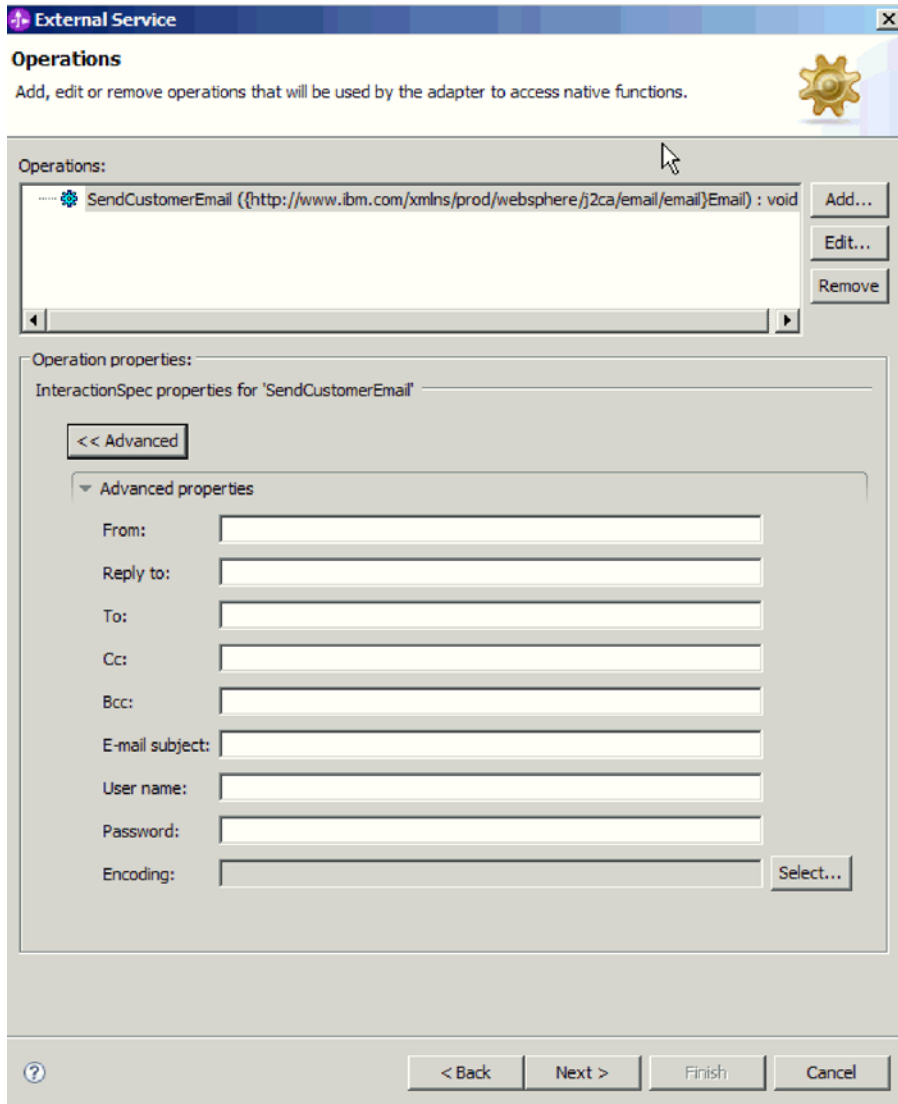 External Service
Operations
Add, edit or remove operations that will be used by the adapter to access native functions.
Operations:
SendCustomerEmail ({http://www.ibm.com/xmlns/prod/websphere/j2ca/email/email}Email) : void
Add...
Edit...
Remove
Operation properties:
InteractionSpec properties for 'SendCustomerEmail'
<< Advanced
Advanced properties
From:
Reply to:
To:
Cc:
Bcc:
E-mail subject:
User name:
Password:
Encoding:
Select...
< Back
Next >
Finish
Cancel